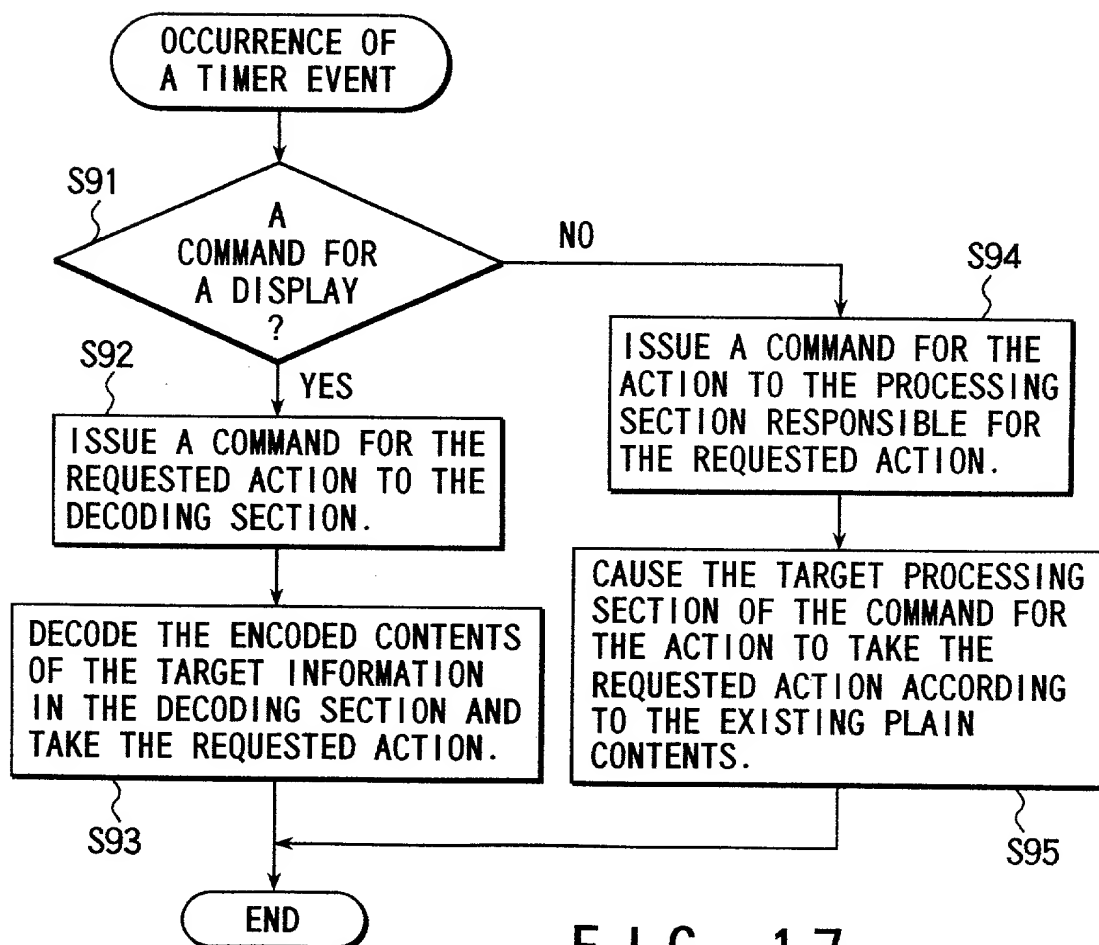 OCCURRENCE OF
A TIMER EVENT
S91
A
COMMAND FOR
A DISPLAY
?
NO
YES
S92
ISSUE A COMMAND FOR THE
REQUESTED ACTION TO THE
DECODING SECTION.
DECODE THE ENCODED CONTENTS
OF THE TARGET INFORMATION
IN THE DECODING SECTION AND
TAKE THE REQUESTED ACTION.
S93
S94
ISSUE A COMMAND FOR THE
ACTION TO THE PROCESSING
SECTION RESPONSIBLE FOR
THE REQUESTED ACTION.
CAUSE THE TARGET PROCESSING
SECTION OF THE COMMAND FOR
THE ACTION TO TAKE THE
REQUESTED ACTION ACCORDING
TO THE EXISTING PLAIN
CONTENTS.
S95
END
FIG. 17